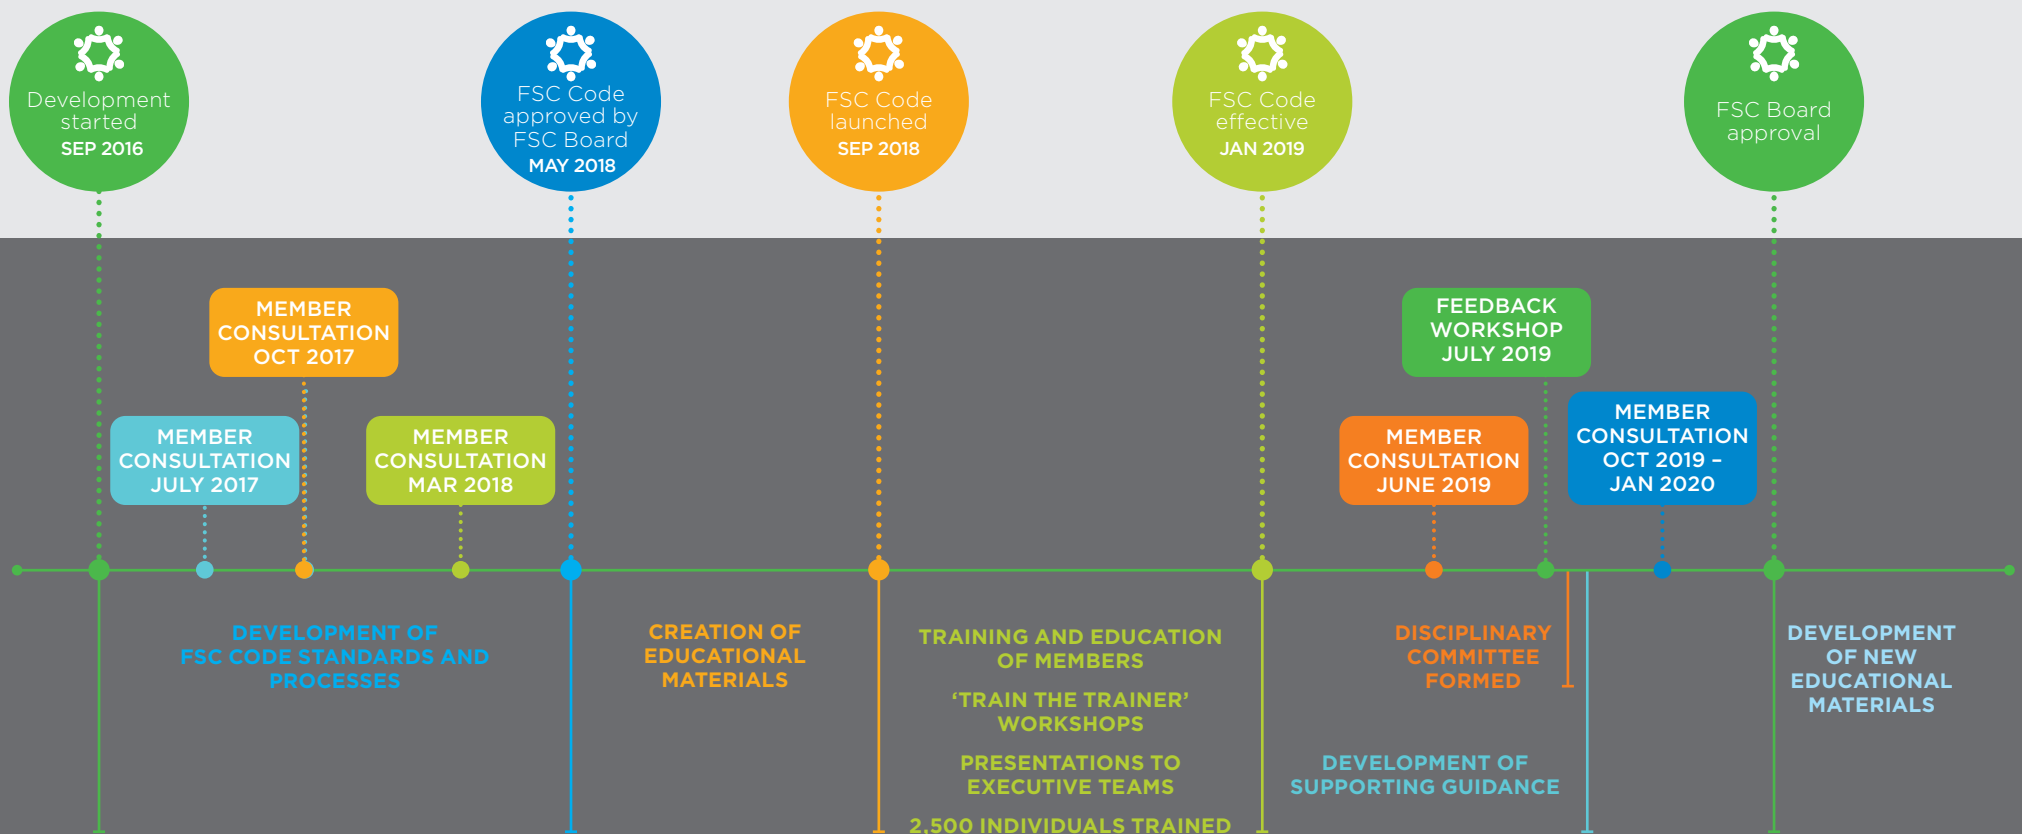 Development
started
SEP 2016
FSC Code
approved by
FSC Board
MAY 2018
FSC Code
launched
SEP 2018
FSC Code
effective
JAN 2019
FSC Board
approval
MEMBER
CONSULTATION
OCT 2017
MEMBER
CONSULTATION
JULY 2017
MEMBER
CONSULTATION
MAR 2018
FEEDBACK
WORKSHOP
JULY 2019
MEMBER
CONSULTATION
JUNE 2019
MEMBER
CONSULTATION
OCT 2019 –
JAN 2020
DEVELOPMENT OF
FSC CODE STANDARDS AND
PROCESSES
CREATION OF
EDUCATIONAL
MATERIALS
TRAINING AND EDUCATION
OF MEMBERS
‘TRAIN THE TRAINER’
WORKSHOPS
PRESENTATIONS TO
EXECUTIVE TEAMS
2,500 INDIVIDUALS TRAINED
DISCIPLINARY
COMMITTEE
FORMED
DEVELOPMENT OF
SUPPORTING GUIDANCE
DEVELOPMENT
OF NEW
EDUCATIONAL
MATERIALS